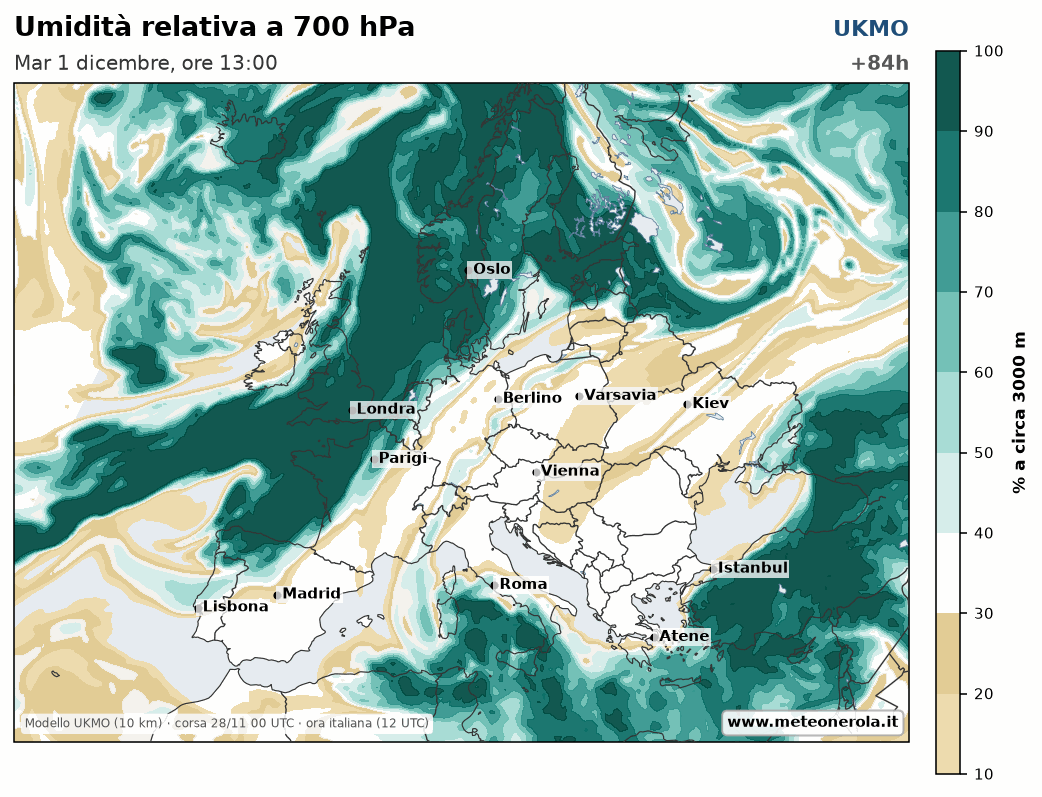 Umidità relativa a 700 hPa
UKMO
Mar 1 dicembre, ore 13:00
+84h
100
90
80
70
60
50
40
30
20
10
% a circa 3000 m
Oslo
Londra
Berlino
Varsavia
Kiev
Parigi
Vienna
Istanbul
Roma
Madrid
Lisbona
Atene
Modello UKMO (10 km) · corsa 28/11 00 UTC · ora italiana (12 UTC)
www.meteonerola.it